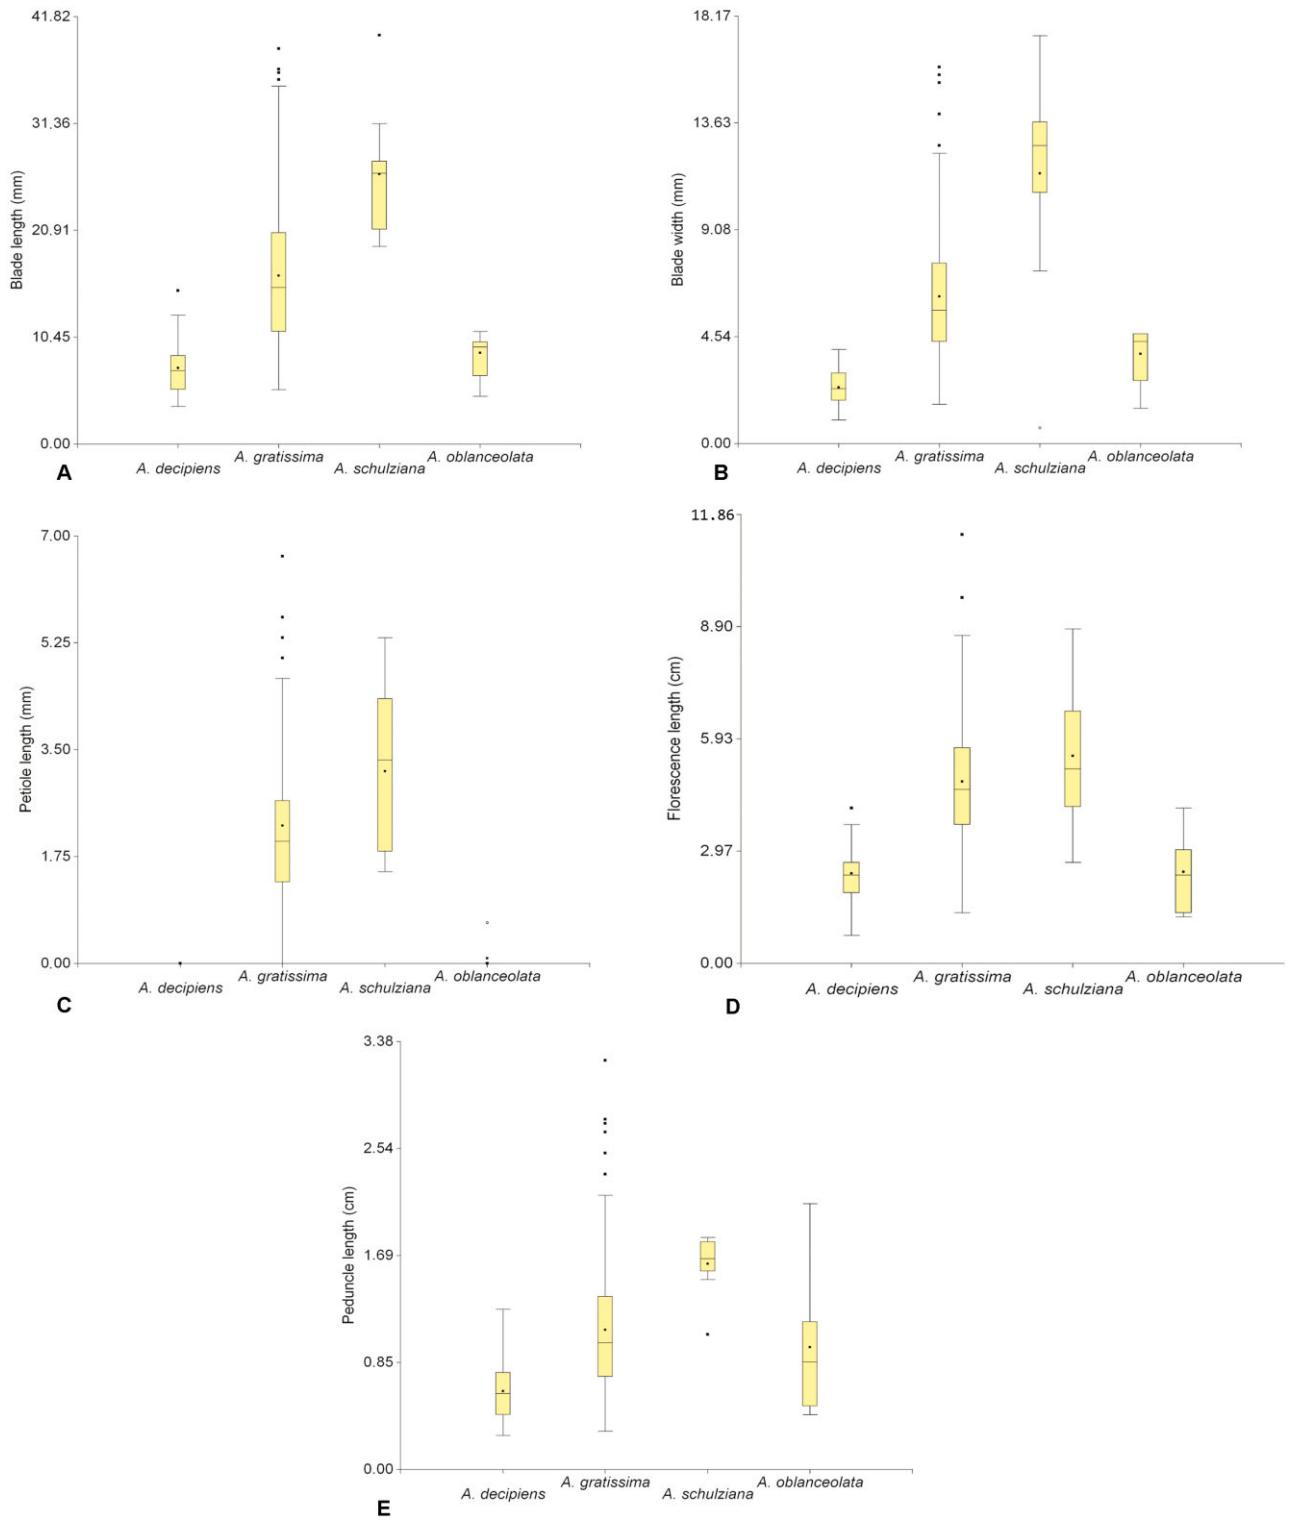 41.82
31.36
20.91
10.45
0.00
Blade length (mm)
A. decipiens
A. gratissima
A. schulziana
A. oblanceolata
A
18.17
13.63
9.08
4.54
0.00
Blade width (mm)
A. decipiens
A. gratissima
A. schulziana
A. oblanceolata
B
7.00
5.25
3.50
1.75
0.00
Petiole length (mm)
A. decipiens
A. gratissima
A. schulziana
A. oblanceolata
C
11.86
8.90
5.93
2.97
0.00
Florescence length (cm)
A. decipiens
A. gratissima
A. schulziana
A. oblanceolata
D
3.38
2.54
1.69
0.85
0.00
Peduncle length (cm)
A. decipiens
A. gratissima
A. schulziana
A. oblanceolata
E